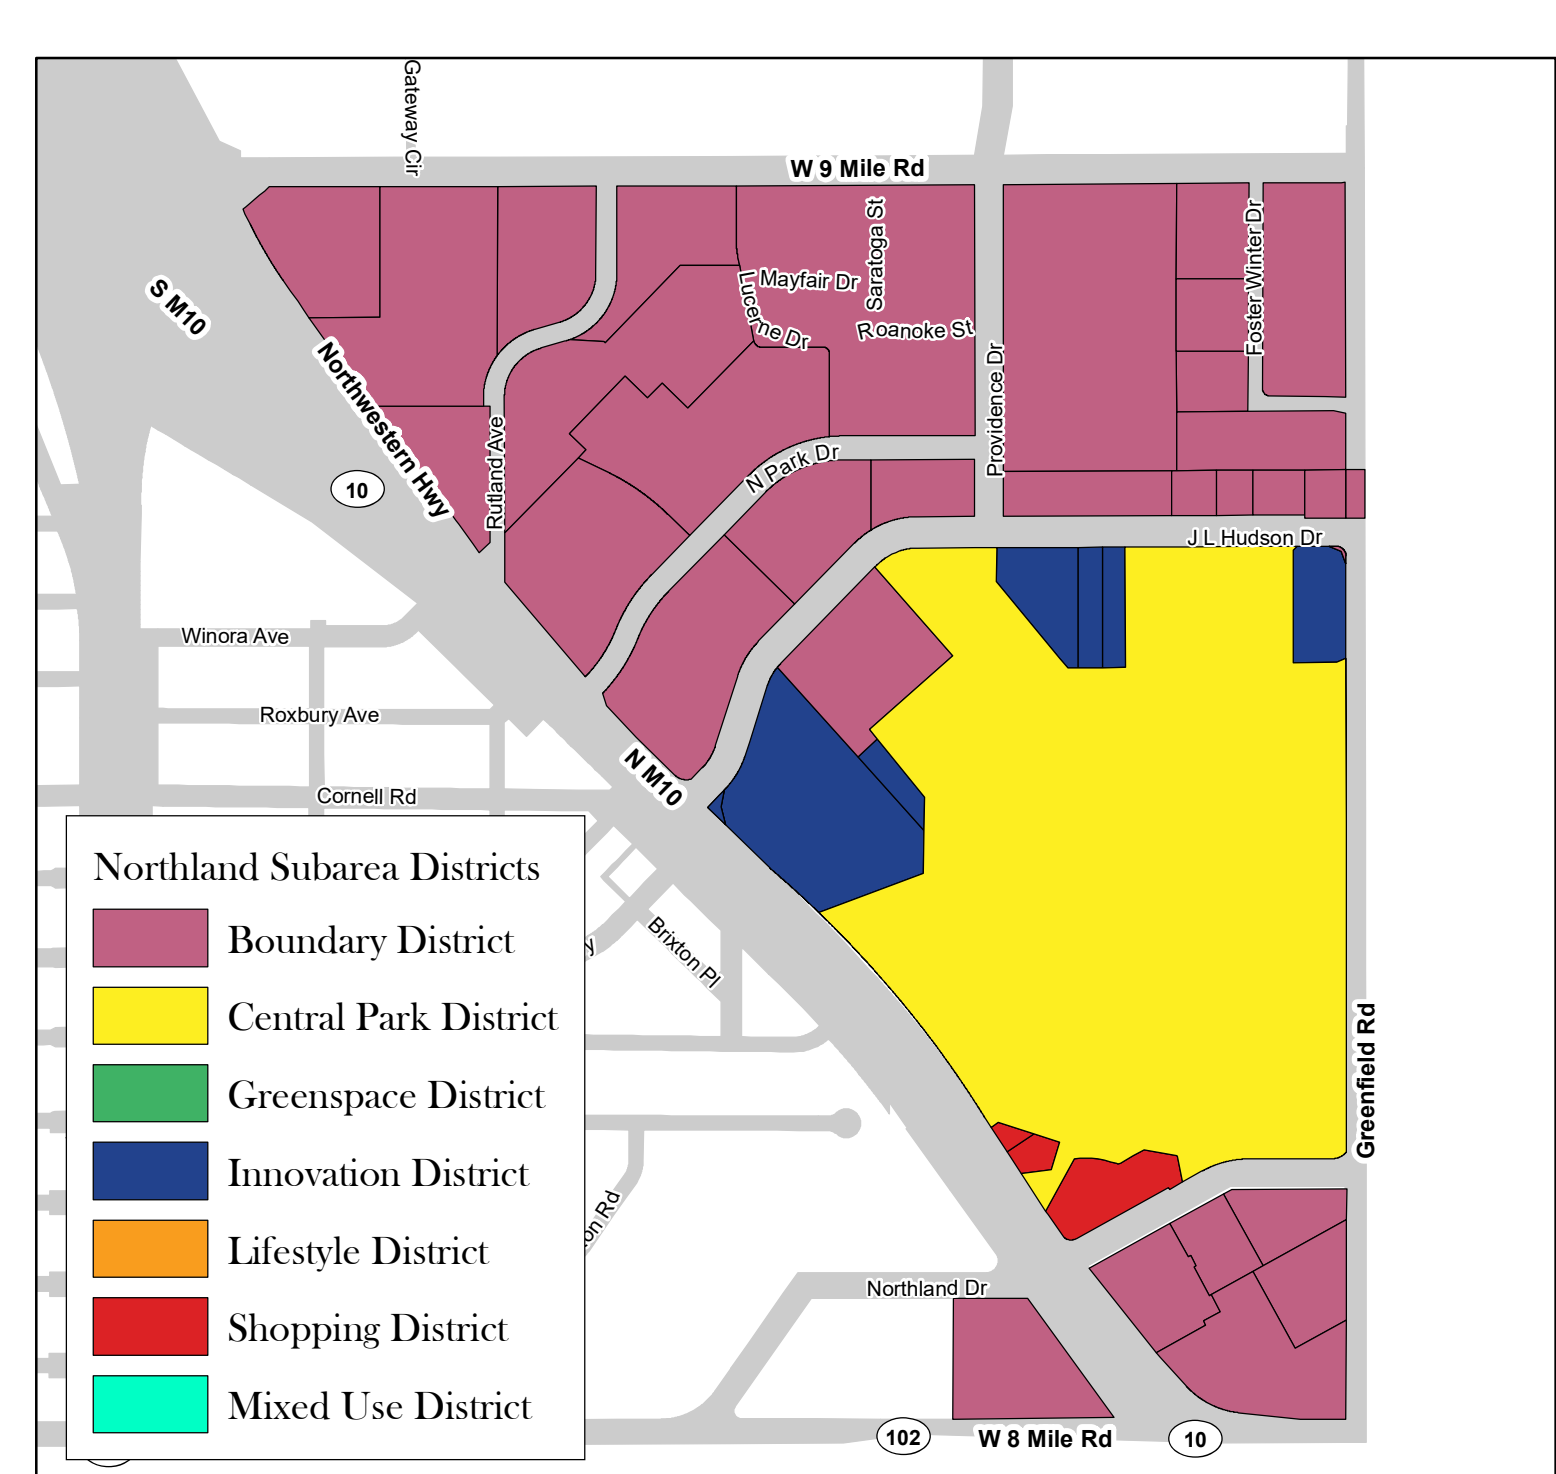 Gateway Cir
W 9 Mile Rd
Saratoga St
Foster Winter Dr
Mayfair Dr
Lucerne Dr
Roanoke St
S M10
Northwestern Hwy
Providence Dr
Rutland Ave
N Park Dr
10
J L Hudson Dr
Winora Ave
Roxbury Ave
N M10
Cornell Rd
Northland Subarea Districts
Boundary District
Central Park District
Greenspace District
Innovation District
Lifestyle District
Shopping District
Mixed Use District
y
Brixton Pl
Greenfield Rd
on Rd
Northland Dr
102
W 8 Mile Rd
10